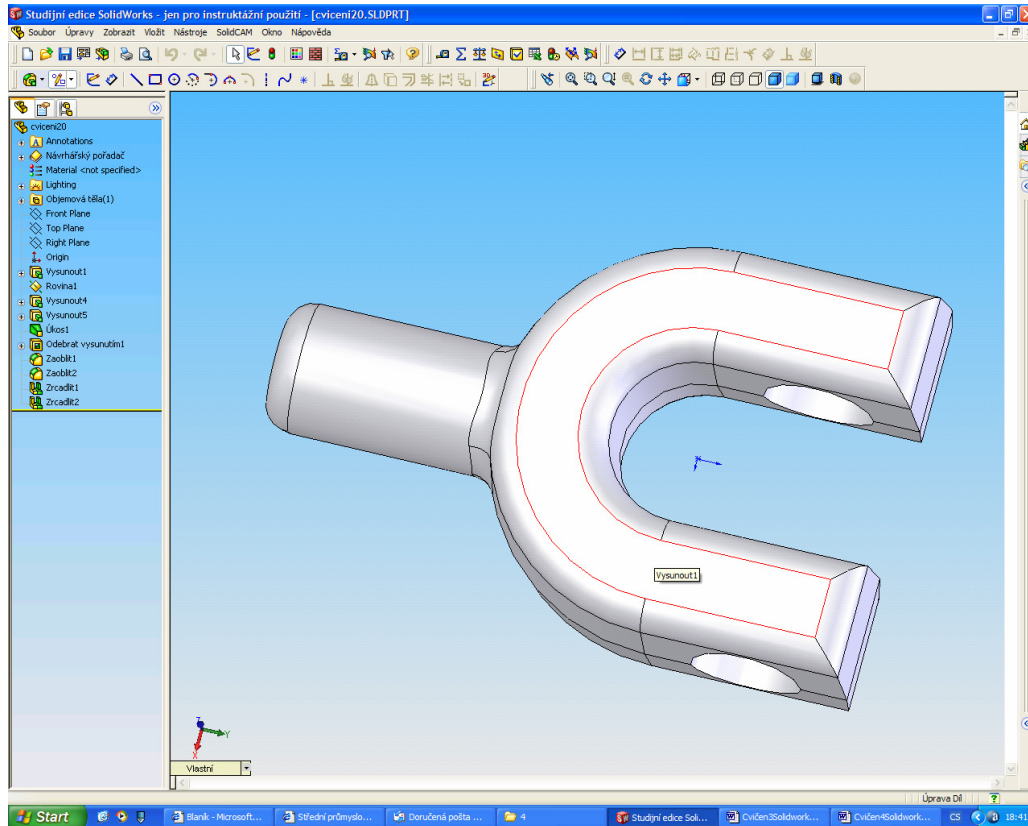 Studijní edice SolidWorks - jen pro instruktážní použití - [cviceni20.SLDPRT]
Soubor Úpravy Zobrazit Vložit Nástroje SolidCAM Okno Nápověda
cviceni20
Annotations
Návrhářský pořadač
Material <not specified>
Lighting
Objemová těla(1)
Front Plane
Top Plane
Right Plane
Origin
Vysunout1
Rovina1
Vysunout4
Vysunout5
Úkos1
Odebrat vysunutím1
Zaoblit1
Zaoblit2
Zrcadlit1
Zrcadlit2
Vysunout1
Z
Y
X
Vlastní
Úprava Díl
Start
Blaník - Microsoft...
Střední průmyslo...
Doručená pošta ...
4
Studijní edice Soli...
Cvičen3Solidwork...
Cvičen4Solidwork...
CS
18:41